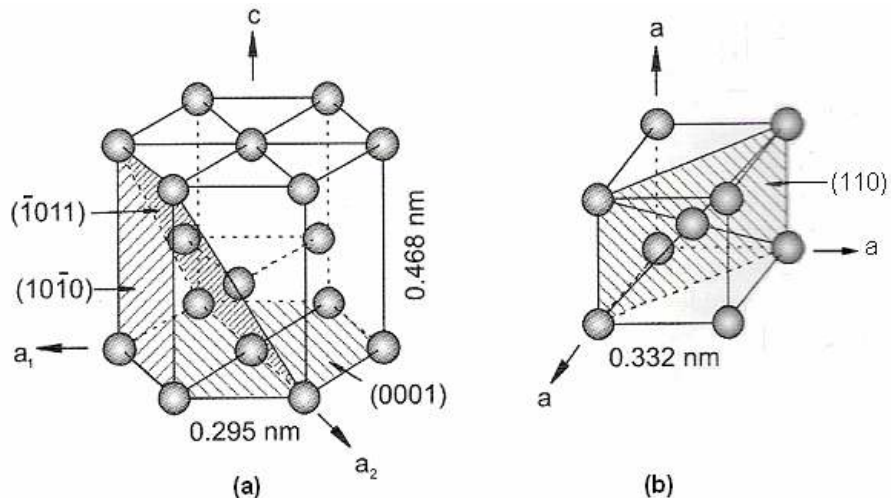 c
a
(1̄011)
(101̄0)
0.468 nm
a₁
(0001)
0.295 nm
a₂
(a)
a
(110)
a
0.332 nm
a
(b)